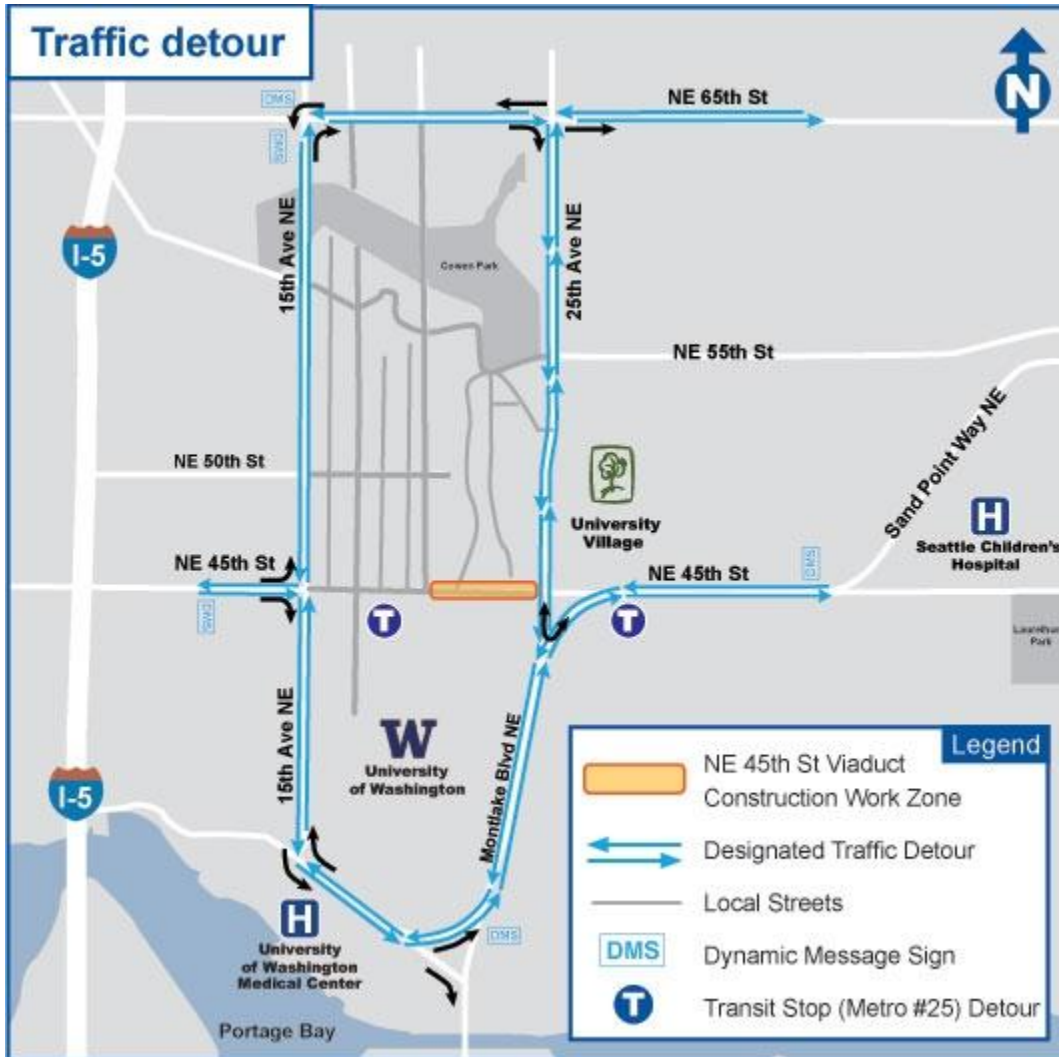 Traffic detour
N
DMS
DMS
NE 65th St
15th Ave NE
25th Ave NE
I-5
Cowen Park
NE 55th St
NE 50th St
Sand Point Way NE
University
Village
H
Seattle Children's
Hospital
NE 45th St
DMS
T
T
NE 45th St
DMS
Park
15th Ave NE
W
University
of Washington
Montlake Blvd NE
I-5
H
University
of Washington
Medical Center
DMS
Portage Bay
Legend
NE 45th St Viaduct
Construction Work Zone
Designated Traffic Detour
Local Streets
DMS
Dynamic Message Sign
T
Transit Stop (Metro #25) Detour